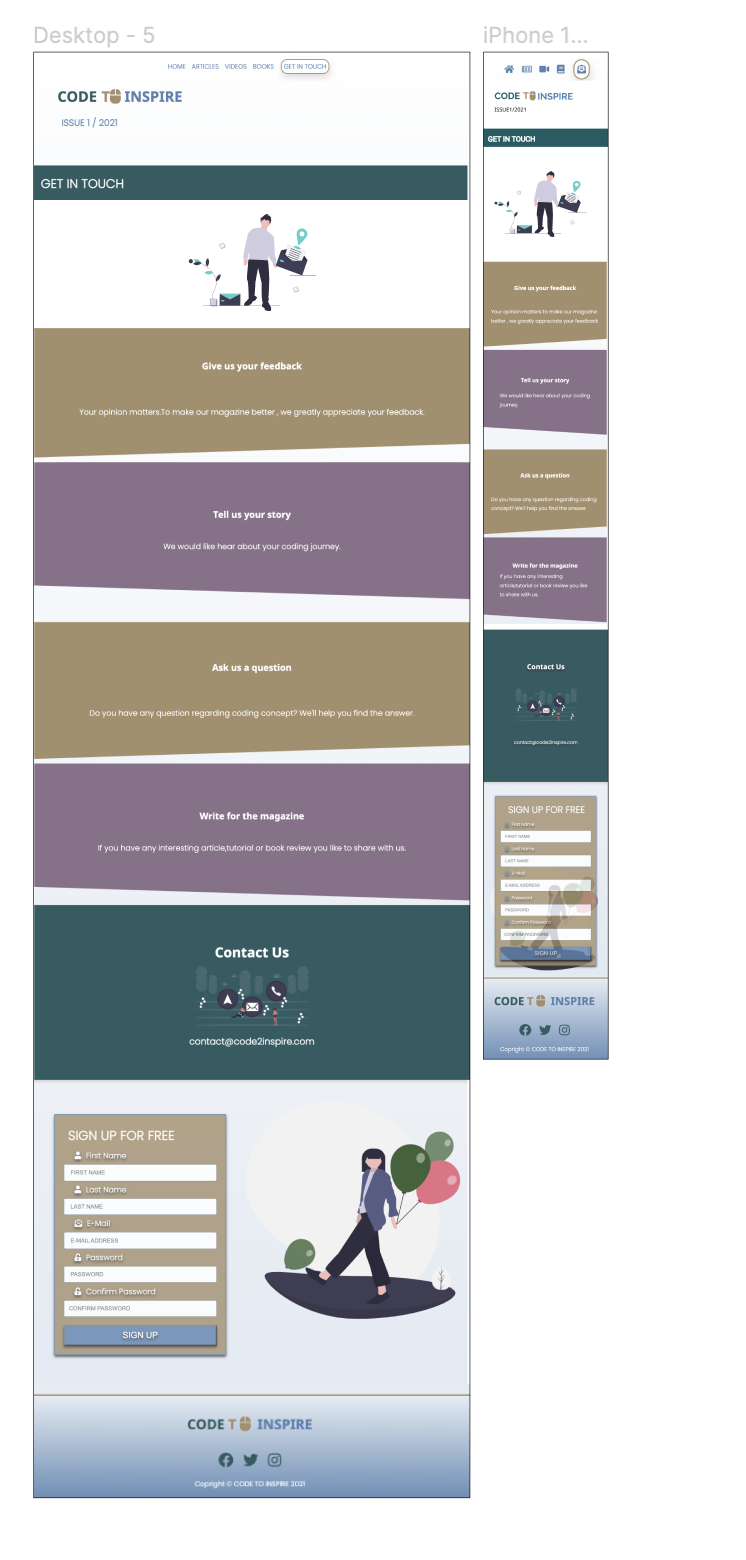 Desktop - 5
HOME ARTICLES VIDEOS BOOKS GET IN TOUCH
CODE T INSPIRE
ISSUE 1 / 2021
GET IN TOUCH
Give us your feedback
Your opinion matters.To make our magazine better , we greatly appreciate your feedback.
Tell us your story
We would like hear about your coding journey.
Ask us a question
Do you have any question regarding coding concept? We'll help you find the answer.
Write for the magazine
If you have any interesting article,tutorial or book review you like to share with us.
Contact Us
contact@code2inspire.com
SIGN UP FOR FREE
First Name
FIRST NAME
Last Name
LAST NAME
E-Mail
E-MAIL ADDRESS
Password
PASSWORD
Confirm Password
CONFIRM PASSWORD
SIGN UP
CODE T INSPIRE
Copright © CODE TO INSPIRE 2021
iPhone 1...
CODE T INSPIRE
ISSUE1/2021
GET IN TOUCH
Give us your feedback
Your opinion matters.To make our magazine
better , we greatly appreciate your feedback.
Tell us your story
We would like hear about your coding
journey.
Ask us a question
Do you have any question regarding coding
concept? We'll help you find the answer.
Write for the magazine
If you have any interesting
article,tutorial or book review you like
to share with us.
Contact Us
contact@code2inspire.com
SIGN UP FOR FREE
First Name
FIRST NAME
Last Name
LAST NAME
E-Mail
E-MAIL ADDRESS
Password
PASSWORD
Confirm Password
CONFIRM PASSWORD
SIGN UP
CODE T INSPIRE
Copright © CODE TO INSPIRE 2021